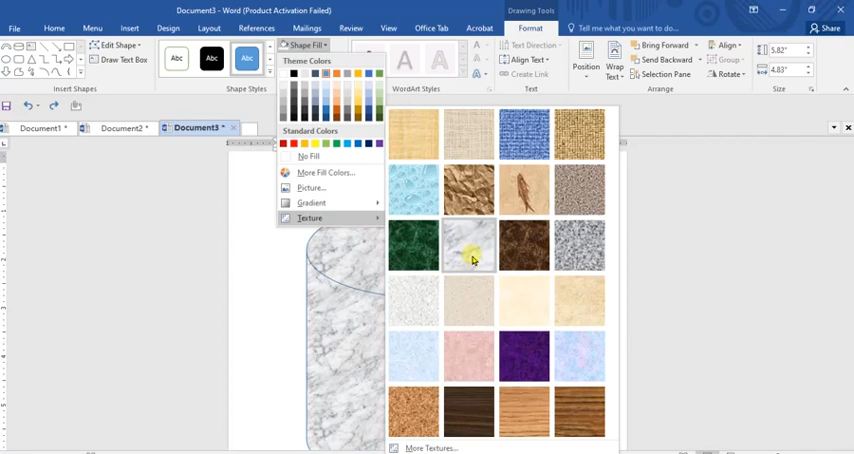 Document3 - Word (Product Activation Failed)
Drawing Tools
File Home Menu Insert Design Layout References Mailings Review View Office Tab Acrobat Format Tell me what you want to do... Share
Edit Shape
Draw Text Box
Insert Shapes
Abc Abc Abc
Shape Fill
Shape Styles
A A
WordArt Styles
Text Direction
Align Text
Create Link
Text
Position
Wrap
Text
Bring Forward
Send Backward
Selection Pane
Align
Group
Rotate
Arrange
5.82"
4.83"
Size
Document1 * Document2 * Document3 *
Theme Colors
Standard Colors
No Fill
More Fill Colors...
Picture...
Gradient
Texture
More Textures...